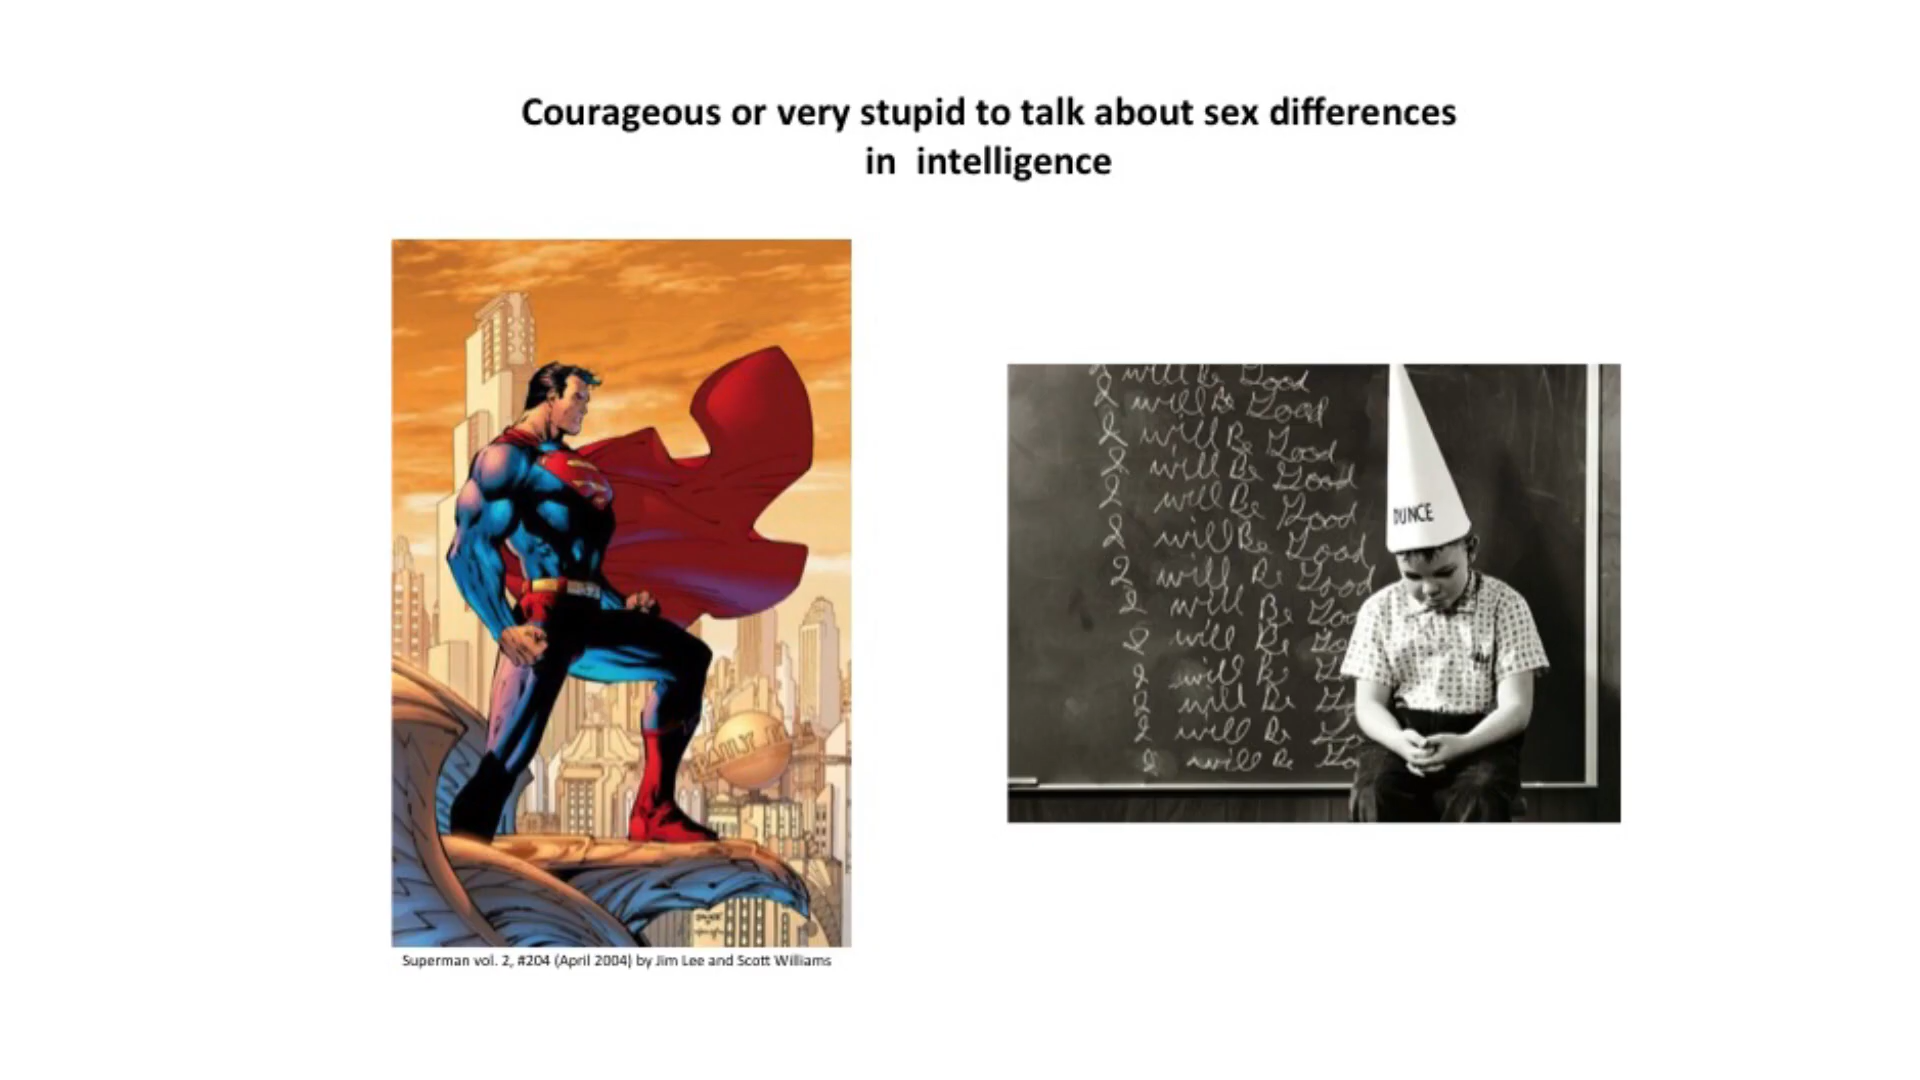 Courageous or very stupid to talk about sex differences
in intelligence
DAILY
Superman vol. 2, #204 (April 2004) by Jim Lee and Scott Williams
will Be Good
I will Be Good
I will Be Good
I will Be Good
I will Be Good
I will Be Good
I will Be Good
I will Be
I will Be
I will Be
I will Be
I will Be
I will Be
DUNCE